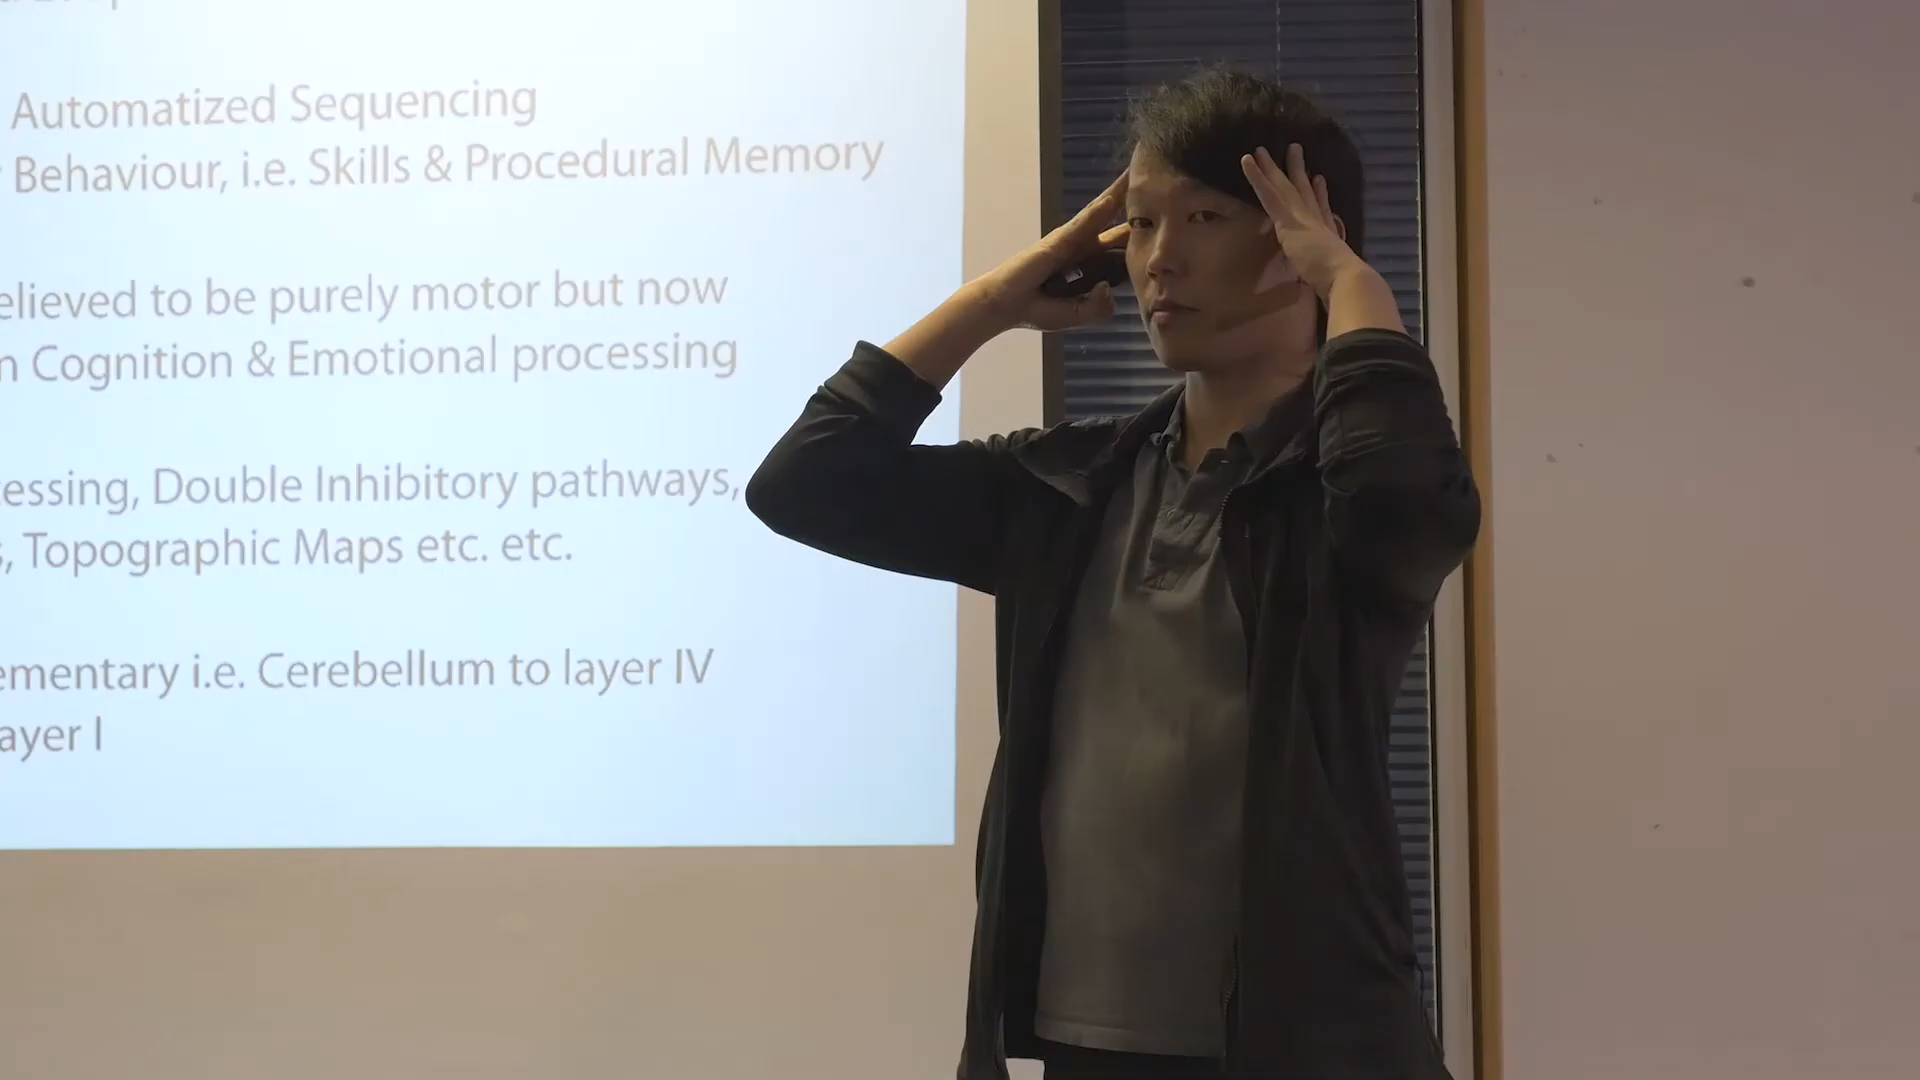 Automatized Sequencing
Behaviour, i.e. Skills & Procedural Memory
elieved to be purely motor but now
n Cognition & Emotional processing
essing, Double Inhibitory pathways,
s, Topographic Maps etc. etc.
ementary i.e. Cerebellum to layer IV
ayer I